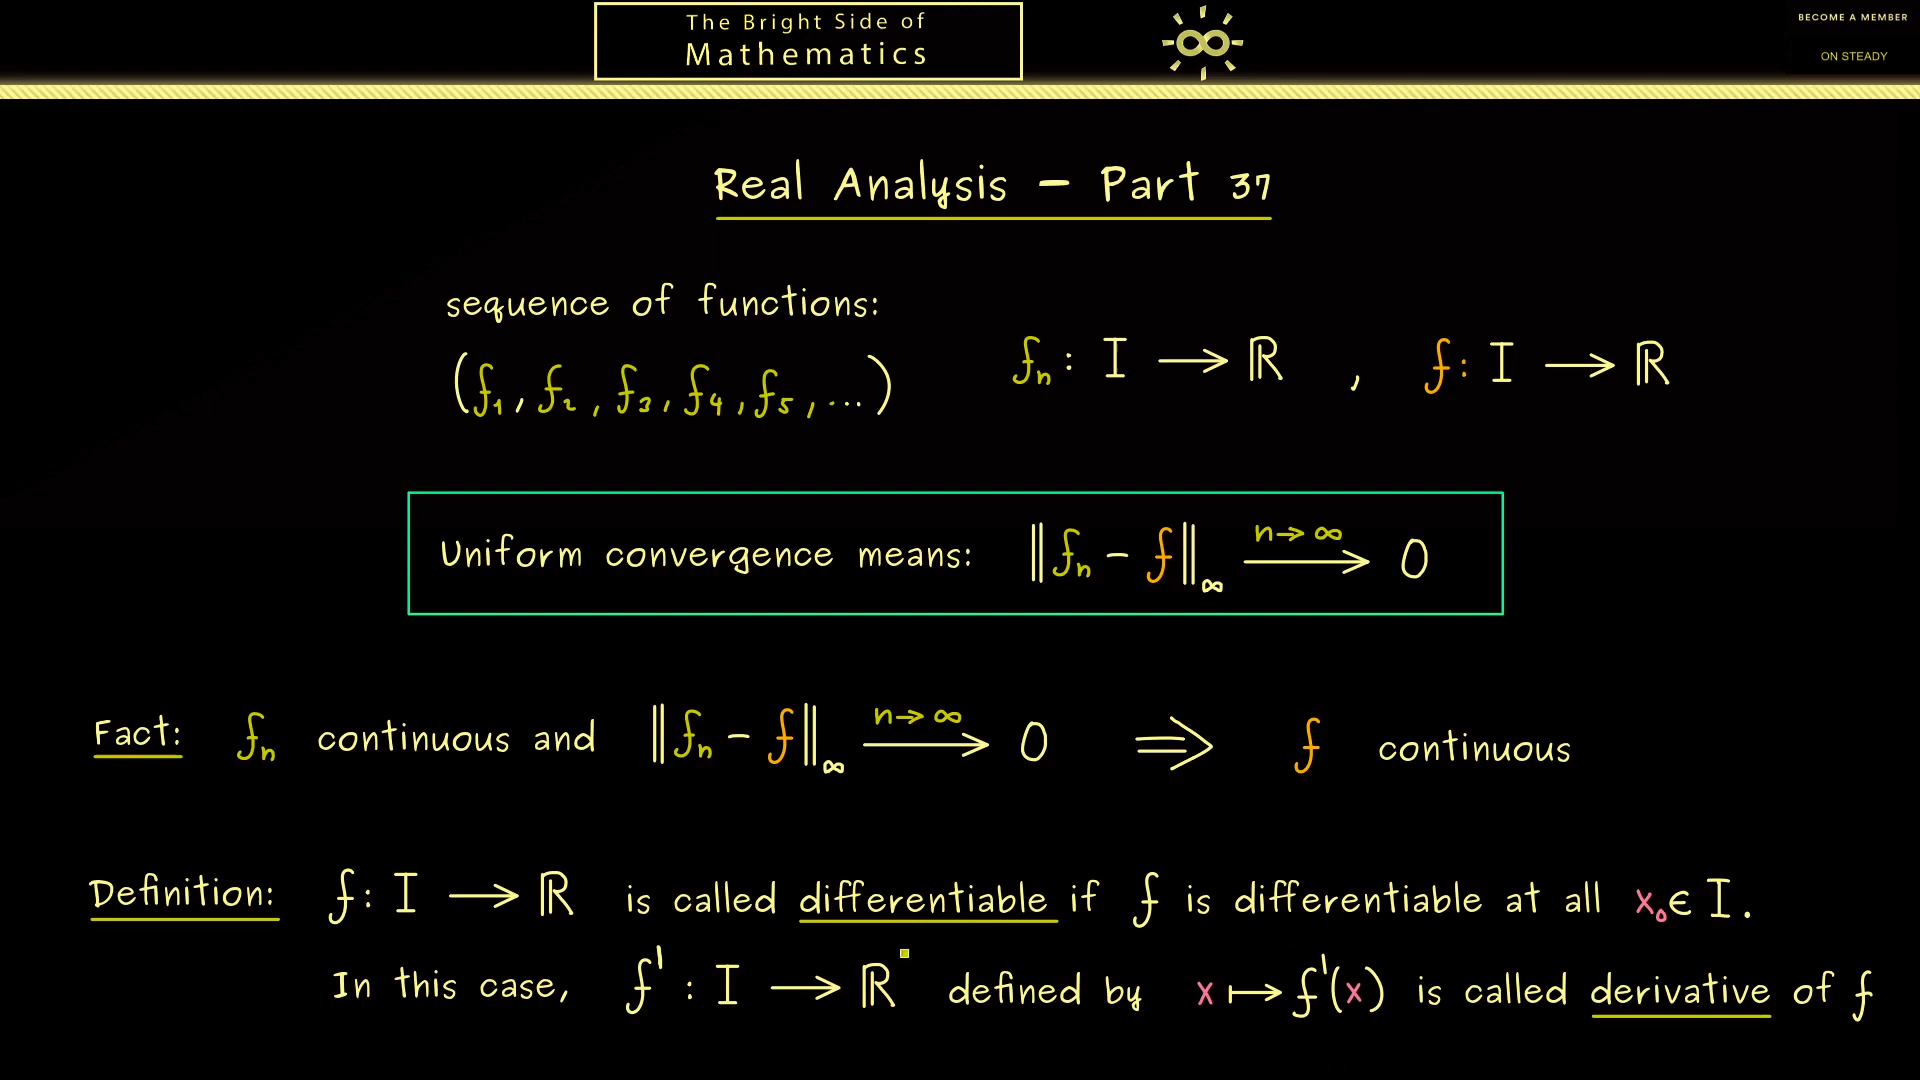 The Bright Side of
Mathematics
BECOME A MEMBER
ON STEADY
Real Analysis – Part 37
sequence of functions:
(f₁, f₂, f₃, f₄, f₅, ...)
fₙ : I ⟶ ℝ , f : I ⟶ ℝ
Uniform convergence means: ‖fₙ − f‖_∞ ⟶^{n→∞} 0
Fact: fₙ continuous and ‖fₙ − f‖_∞ ⟶^{n→∞} 0 ⟹ f continuous
Definition: f : I ⟶ ℝ is called differentiable if f is differentiable at all x₀ ∈ I.
In this case, f' : I ⟶ ℝ defined by x ↦ f'(x) is called derivative of f